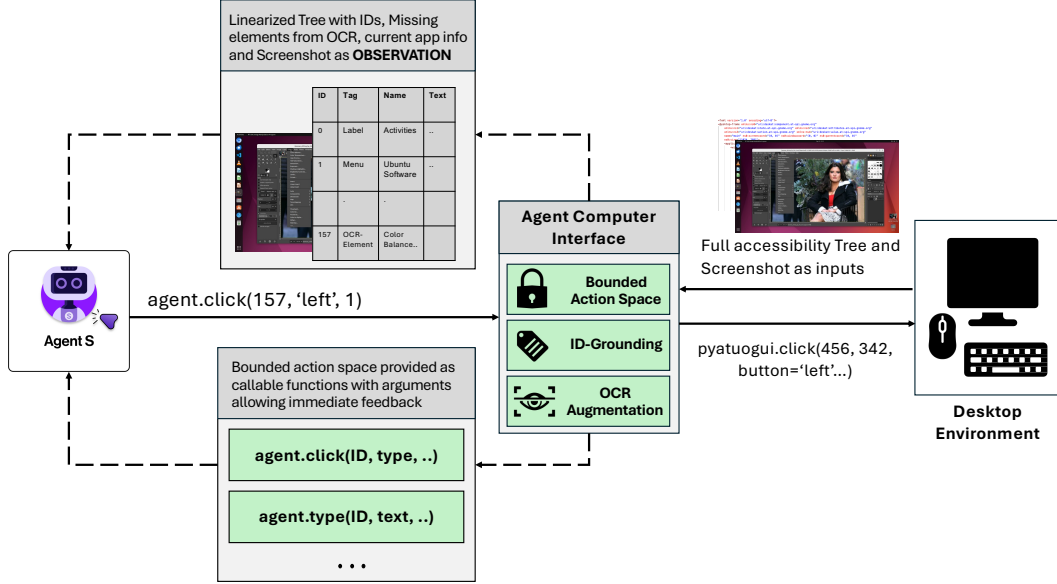 Linearized Tree with IDs, Missing
elements from OCR, current app info
and Screenshot as OBSERVATION
ID Tag Name Text
0 Label Activities ..
1 Menu Ubuntu Software ..
. .
157 OCR-Element Color Balance..
Agent S
agent.click(157, ‘left’, 1)
Bounded action space provided as
callable functions with arguments
allowing immediate feedback
agent.click(ID, type, ..)
agent.type(ID, text, ..)
...
Agent Computer
Interface
Bounded
Action Space
ID-Grounding
OCR
Augmentation
Full accessibility Tree and
Screenshot as inputs
pyatuogui.click(456, 342,
button=‘left’...)
Desktop
Environment